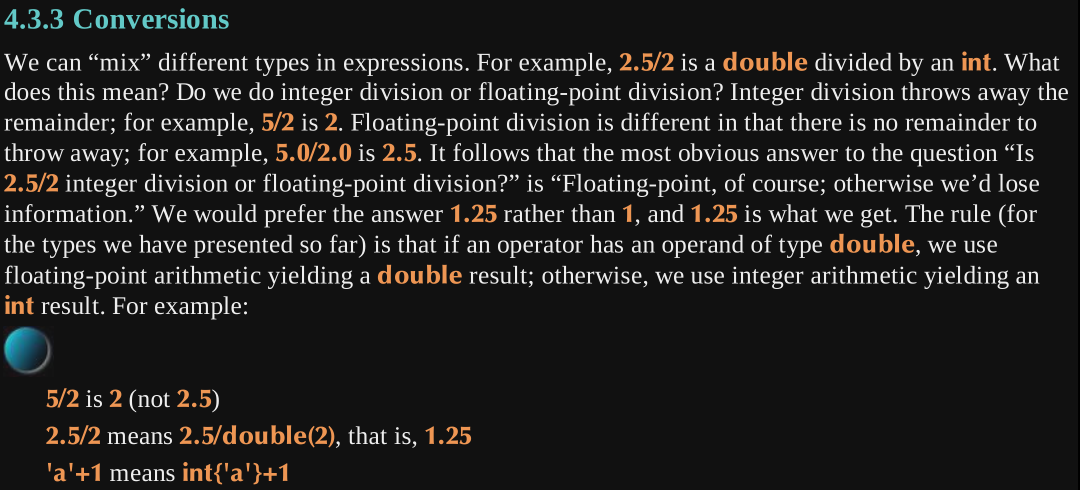 4.3.3 Conversions
We can “mix” different types in expressions. For example, 2.5/2 is a double divided by an int. What
does this mean? Do we do integer division or floating-point division? Integer division throws away the
remainder; for example, 5/2 is 2. Floating-point division is different in that there is no remainder to
throw away; for example, 5.0/2.0 is 2.5. It follows that the most obvious answer to the question “Is
2.5/2 integer division or floating-point division?” is “Floating-point, of course; otherwise we’d lose
information.” We would prefer the answer 1.25 rather than 1, and 1.25 is what we get. The rule (for
the types we have presented so far) is that if an operator has an operand of type double, we use
floating-point arithmetic yielding a double result; otherwise, we use integer arithmetic yielding an
int result. For example:
5/2 is 2 (not 2.5)
2.5/2 means 2.5/double(2), that is, 1.25
'a'+1 means int{'a'}+1